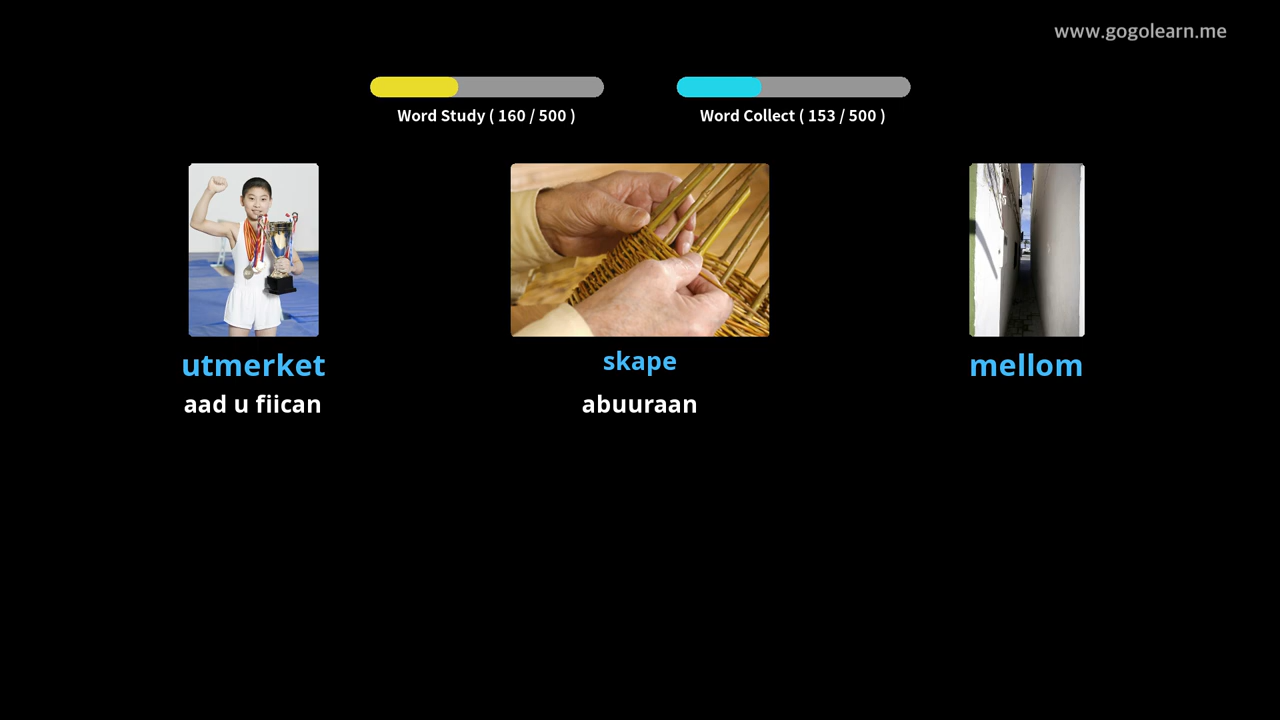 www.gogolearn.me
Word Study ( 160 / 500 )
Word Collect ( 153 / 500 )
utmerket
aad u fiican
skape
abuuraan
mellom